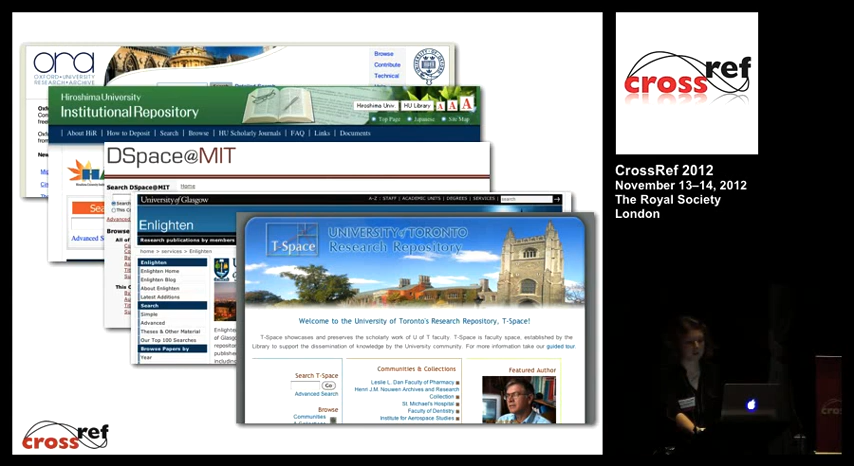 ora
OXFORD UNIVERSITY
RESEARCH ARCHIVE
Browse
Contribute
Technical
Hiroshima University
Institutional Repository
Hiroshima Univ.
HU Library
A A A
Top Page
Japanese
Site Map
About HiR | How to Deposit | Search | Browse | HU Scholarly Journals | FAQ | Links | Documents
DSpace@MIT
Search DSpace@MIT
Home
University of Glasgow
A-Z | STAFF | ACADEMIC UNITS | DEGREES | SERVICES |
search
Enlighten
Research publications by members
home > services > Enlighten
Enlighten
Enlighten Home
Enlighten Blog
About Enlighten
Latest Additions
Search
Simple
Advanced
Theses & Other Material
Our Top 100 Searches
Browse Papers by
Year
T-Space
UNIVERSITY of TORONTO
Research Repository
Welcome to the University of Toronto's Research Repository, T-Space!
T-Space showcases and preserves the scholarly work of U of T faculty. T-Space is faculty space, established by the
Library to support the dissemination of knowledge by the University community. For more information take our guided tour.
Search T-Space
Go
Advanced Search
Browse
Communities
Communities & Collections
Leslie L. Dan Faculty of Pharmacy
Henri J.M. Nouwen Archives and Research
Collection
St. Michael's Hospital
Faculty of Dentistry
Institute for Aerospace Studies
Featured Author
crossref
crossref
CrossRef 2012
November 13–14, 2012
The Royal Society
London